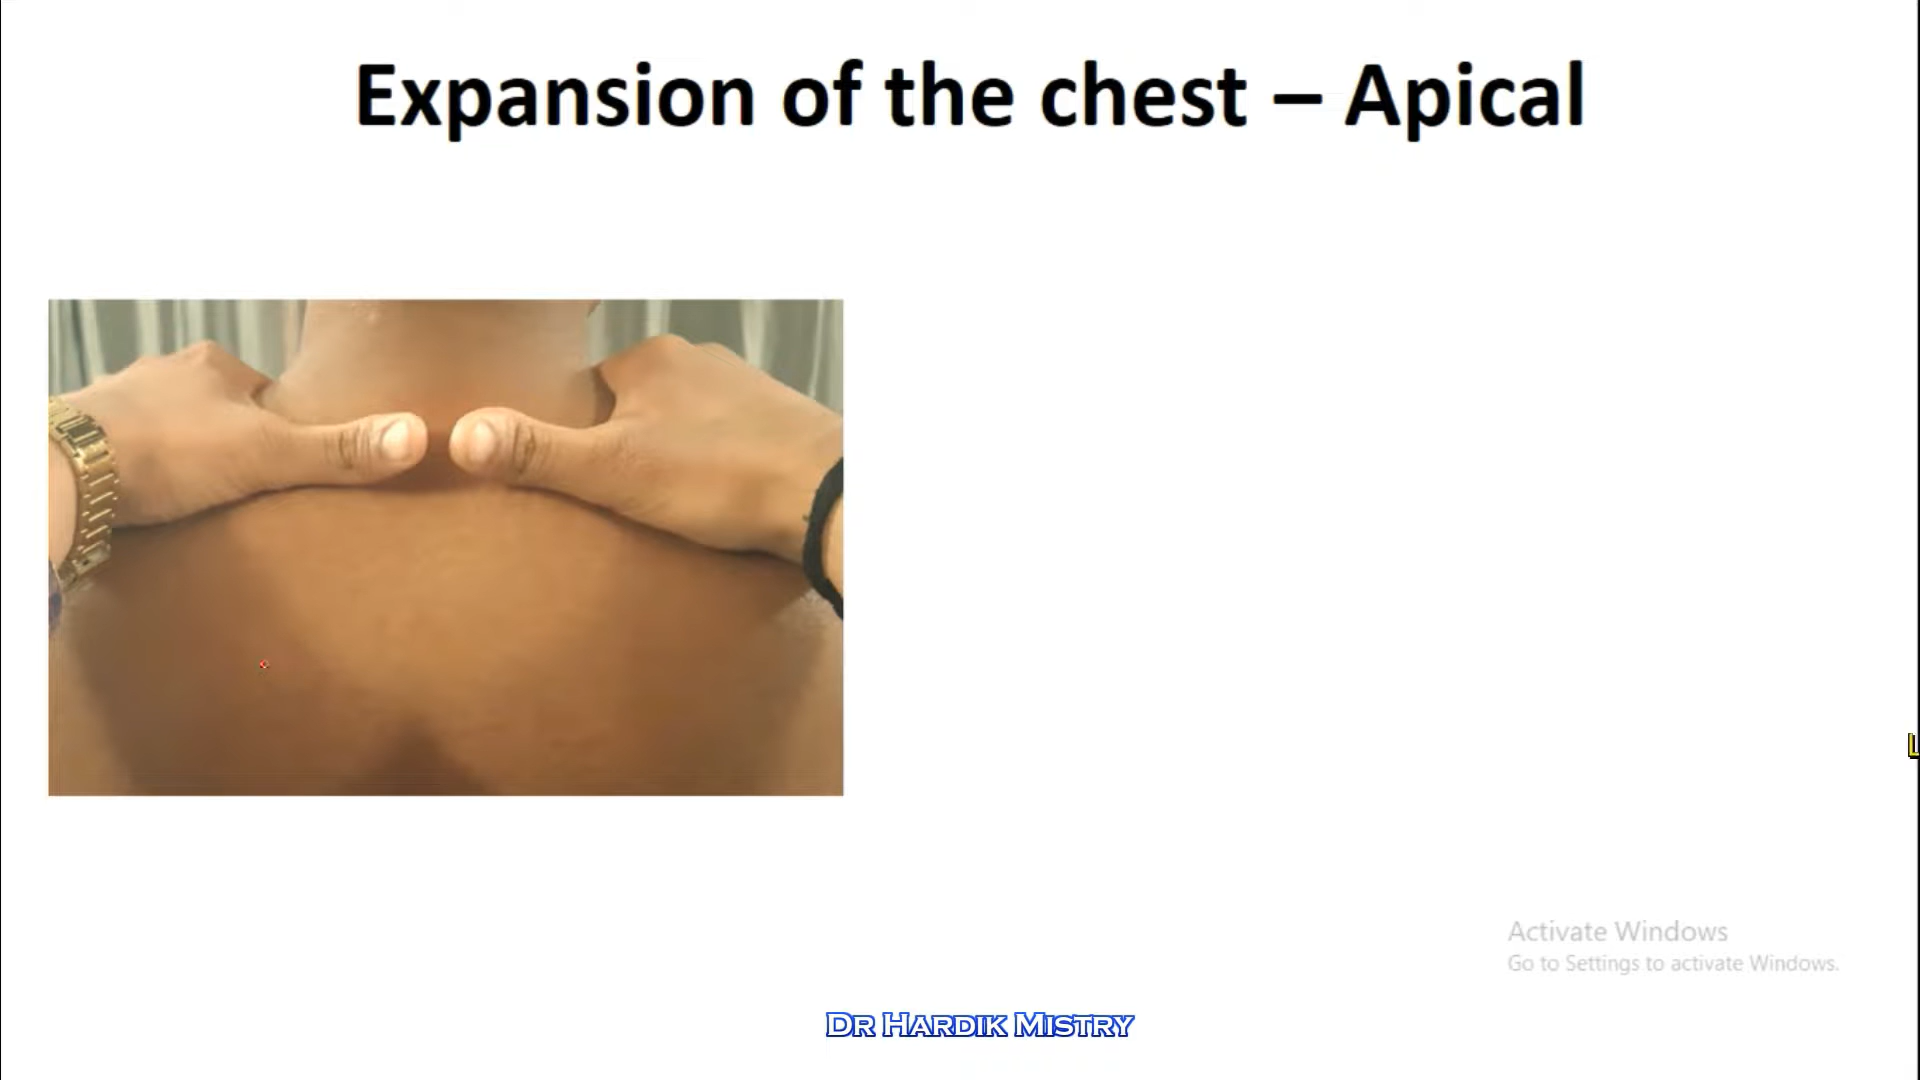 Expansion of the chest – Apical
Activate Windows
Go to Settings to activate Windows.
Dr Hardik Mistry